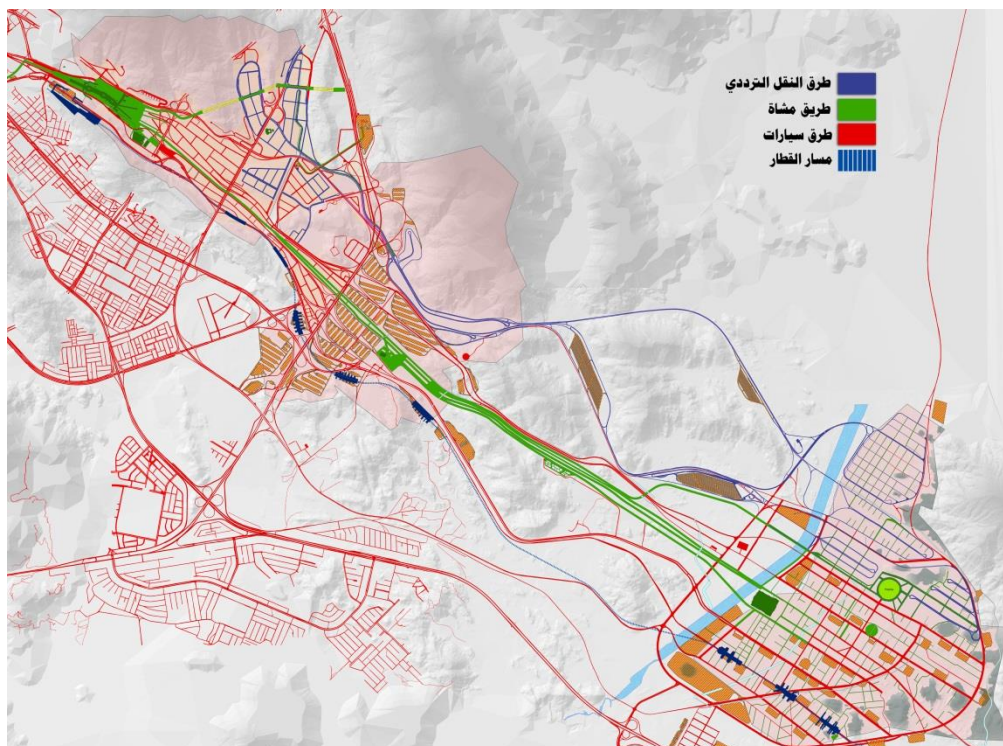 طرق النقل الترددي
طريق مشاة
طرق سيارات
مسار القطار